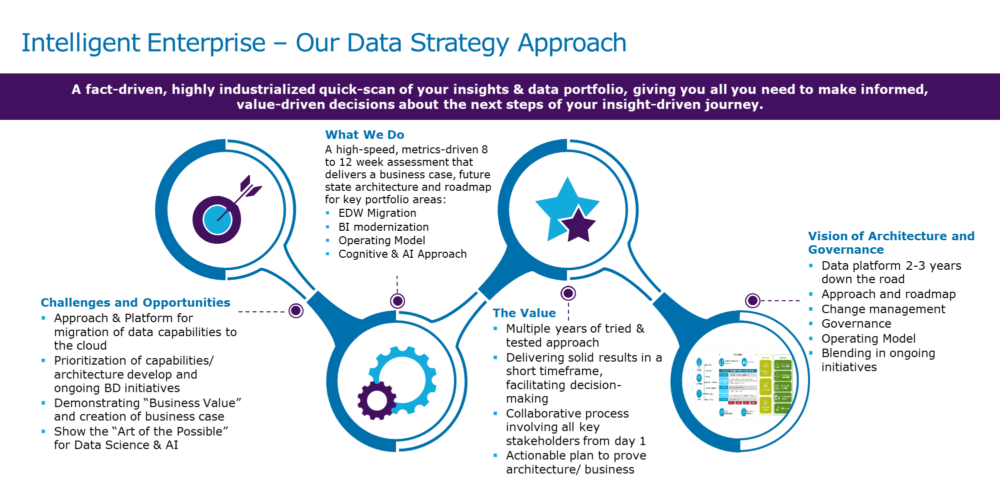 Intelligent Enterprise – Our Data Strategy Approach
A fact-driven, highly industrialized quick-scan of your insights & data portfolio, giving you all you need to make informed,
value-driven decisions about the next steps of your insight-driven journey.
Challenges and Opportunities
▪ Approach & Platform for
migration of data capabilities to
the cloud
▪ Prioritization of capabilities/
architecture develop and
ongoing BD initiatives
▪ Demonstrating “Business Value”
and creation of business case
▪ Show the “Art of the Possible”
for Data Science & AI
What We Do
A high-speed, metrics-driven 8
to 12 week assessment that
delivers a business case, future
state architecture and roadmap
for key portfolio areas:
▪ EDW Migration
▪ BI modernization
▪ Operating Model
▪ Cognitive & AI Approach
The Value
▪ Multiple years of tried &
tested approach
▪ Delivering solid results in a
short timeframe,
facilitating decision-
making
▪ Collaborative process
involving all key
stakeholders from day 1
▪ Actionable plan to prove
architecture/ business
Vision of Architecture and
Governance
▪ Data platform 2-3 years
down the road
▪ Approach and roadmap
▪ Change management
▪ Governance
▪ Operating Model
▪ Blending in ongoing
initiatives